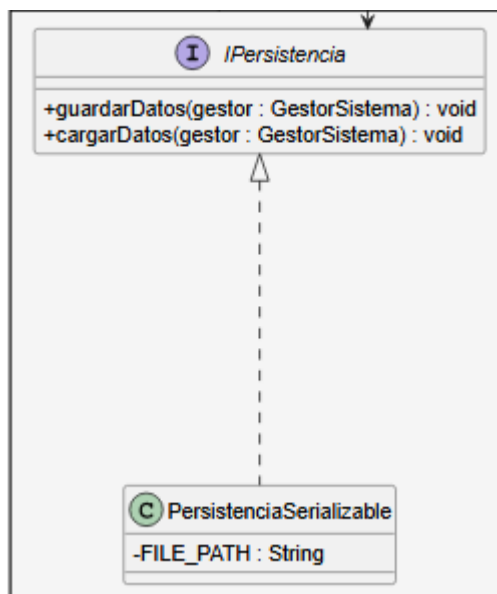 I IPersistencia
+guardarDatos(gestor : GestorSistema) : void
+cargarDatos(gestor : GestorSistema) : void
C PersistenciaSerializable
-FILE_PATH : String